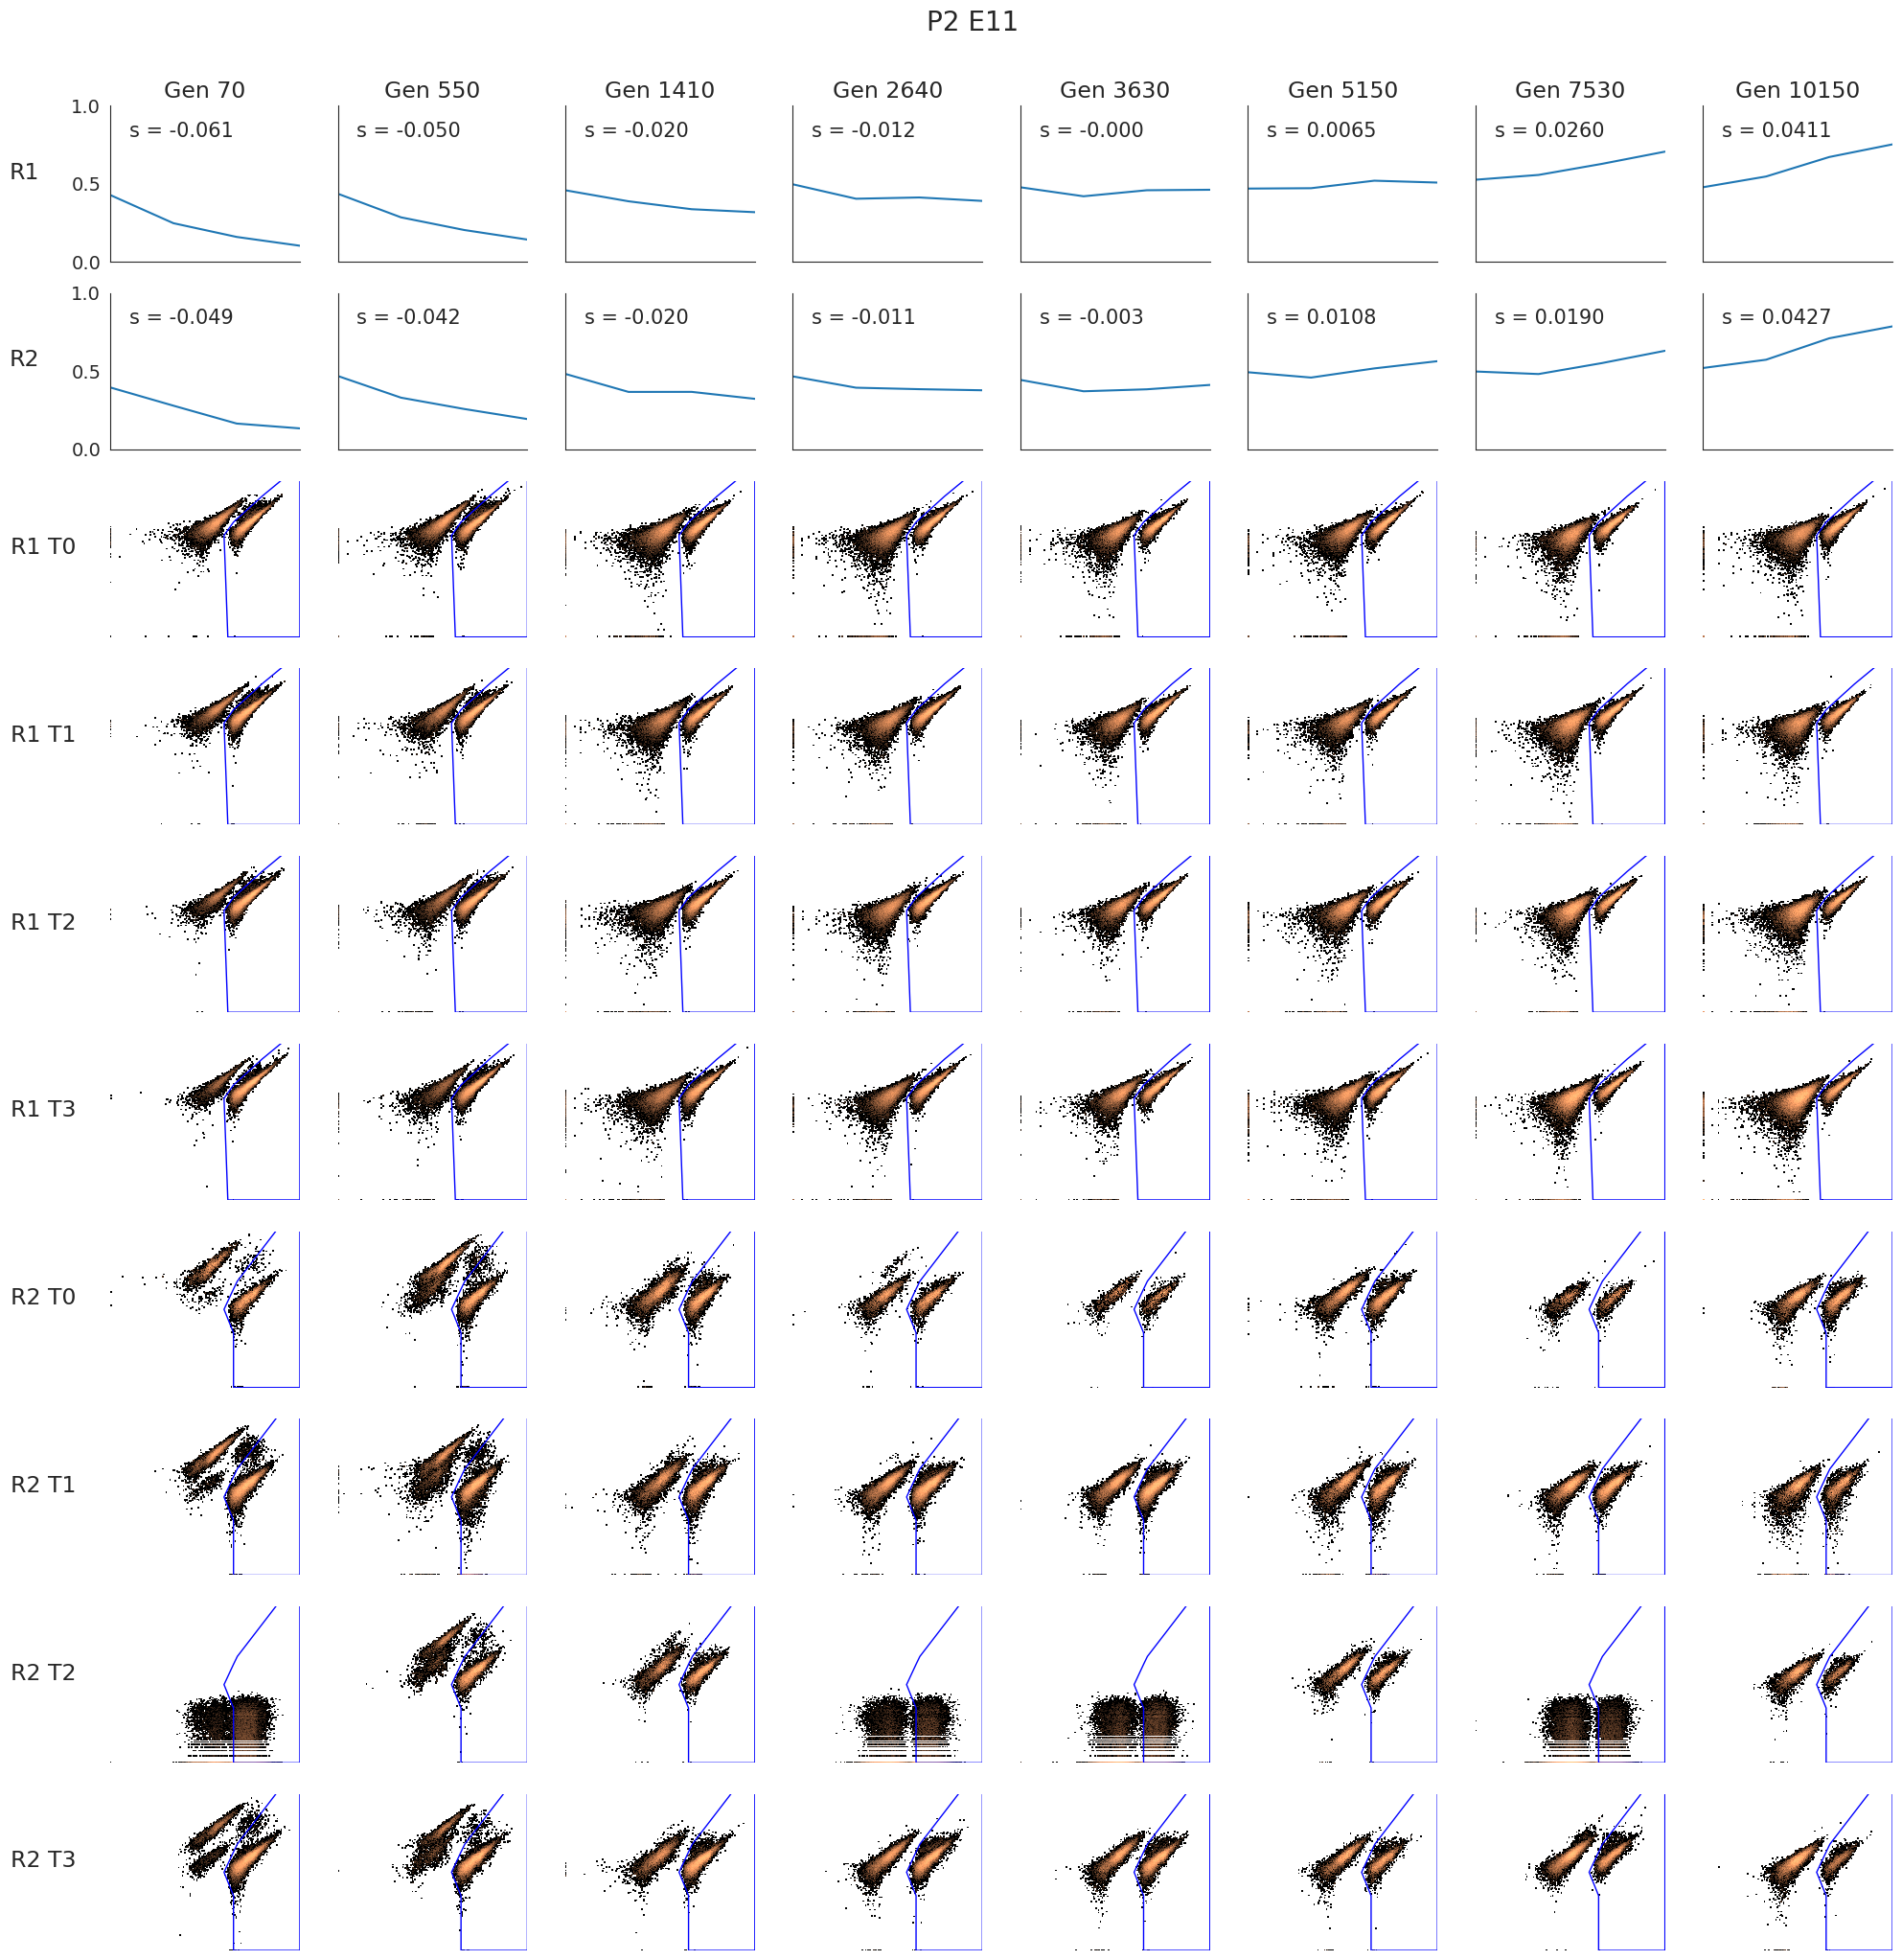 P2 E11
Gen 70 Gen 550 Gen 1410 Gen 2640 Gen 3630 Gen 5150 Gen 7530 Gen 10150
1.0
s = -0.061 s = -0.050 s = -0.020 s = -0.012 s = -0.000 s = 0.0065 s = 0.0260 s = 0.0411
R1
0.5
0.0
1.0
s = -0.049 s = -0.042 s = -0.020 s = -0.011 s = -0.003 s = 0.0108 s = 0.0190 s = 0.0427
R2
0.5
0.0
R1 T0
R1 T1
R1 T2
R1 T3
R2 T0
R2 T1
R2 T2
R2 T3